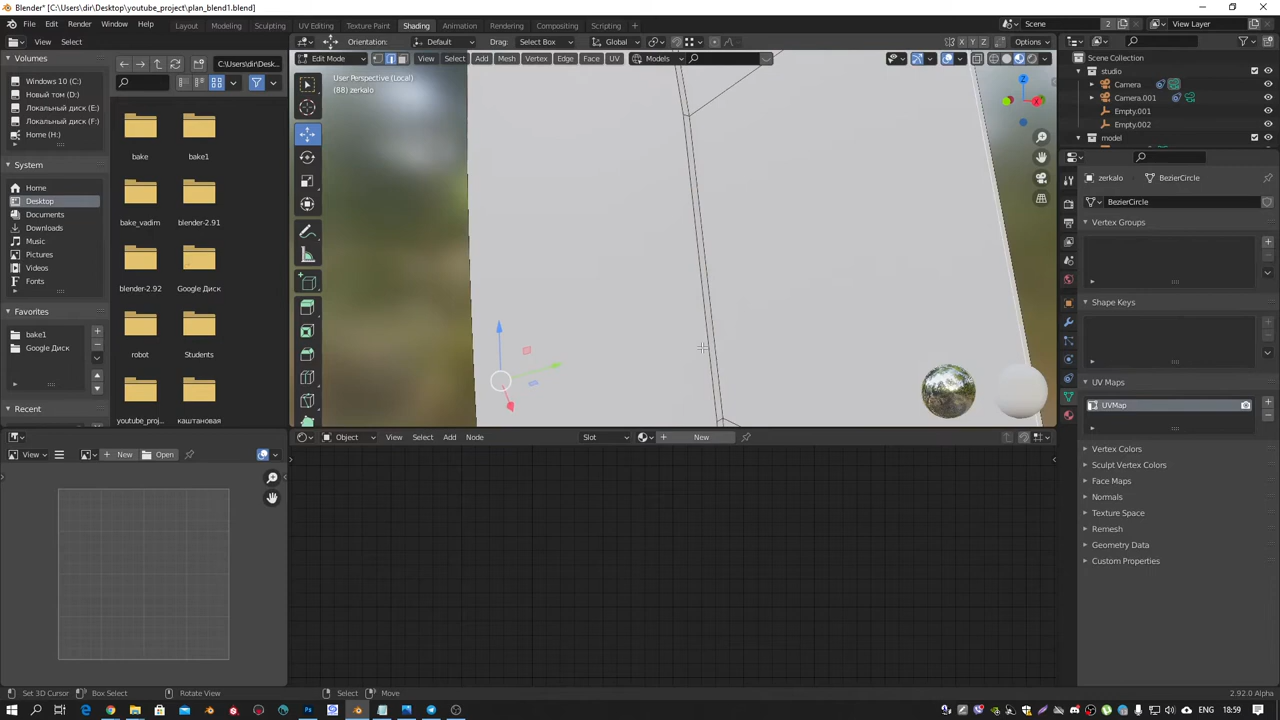 Blender* [C:\Users\dir\Desktop\youtube_project\plan_blend1.blend]
File Edit Render Window Help Layout Modeling Sculpting UV Editing Texture Paint Shading Animation Rendering Compositing Scripting Scene 2 View Layer
View Select Orientation: Default Drag: Select Box Global Options
Volumes C:\Users\dir\Desk... Edit Mode View Select Add Mesh Vertex Edge Face UV Models X Y Z
Windows 10 (C:)
Новый том (D:)
Локальный диск (E:)
Локальный диск (F:)
Home (H:)
System
Home
Desktop
Documents
Downloads
Music
Pictures
Videos
Fonts
Favorites
bake1
Google Диск
Recent
bake bake1
bake_vadim blender-2.91
blender-2.92 Google Диск
robot Students
youtube_proj... каштановая
User Perspective (Local)
(88) zerkalo
Z
X
Scene Collection
studio
Camera
Camera.001
Empty.001
Empty.002
model
zerkalo BezierCircle
BezierCircle
Vertex Groups
Shape Keys
UV Maps
UVMap
Vertex Colors
Sculpt Vertex Colors
Face Maps
Normals
Texture Space
Remesh
Geometry Data
Custom Properties
Object View Select Add Node Slot New
View New Open
Set 3D Cursor Box Select Rotate View Select Move 2.92.0 Alpha
ENG 18:59